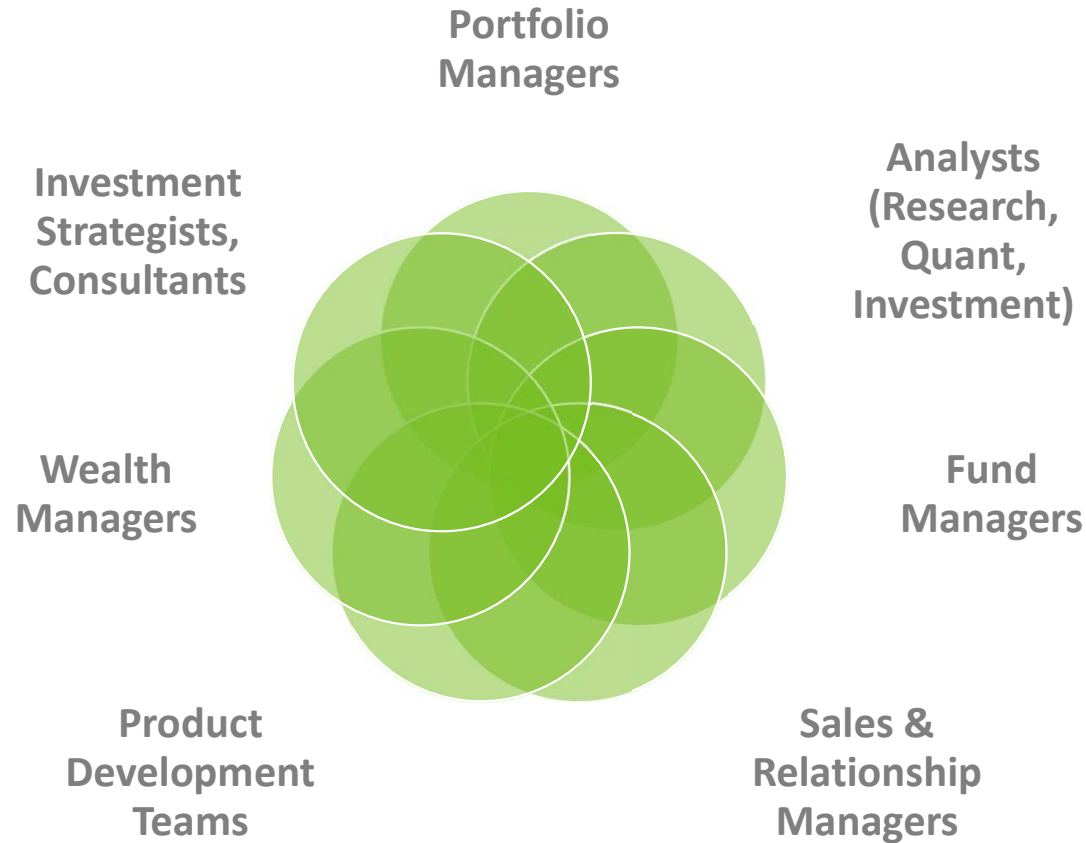 Portfolio
Managers
Analysts
(Research,
Quant,
Investment)
Fund
Managers
Sales &
Relationship
Managers
Product
Development
Teams
Wealth
Managers
Investment
Strategists,
Consultants